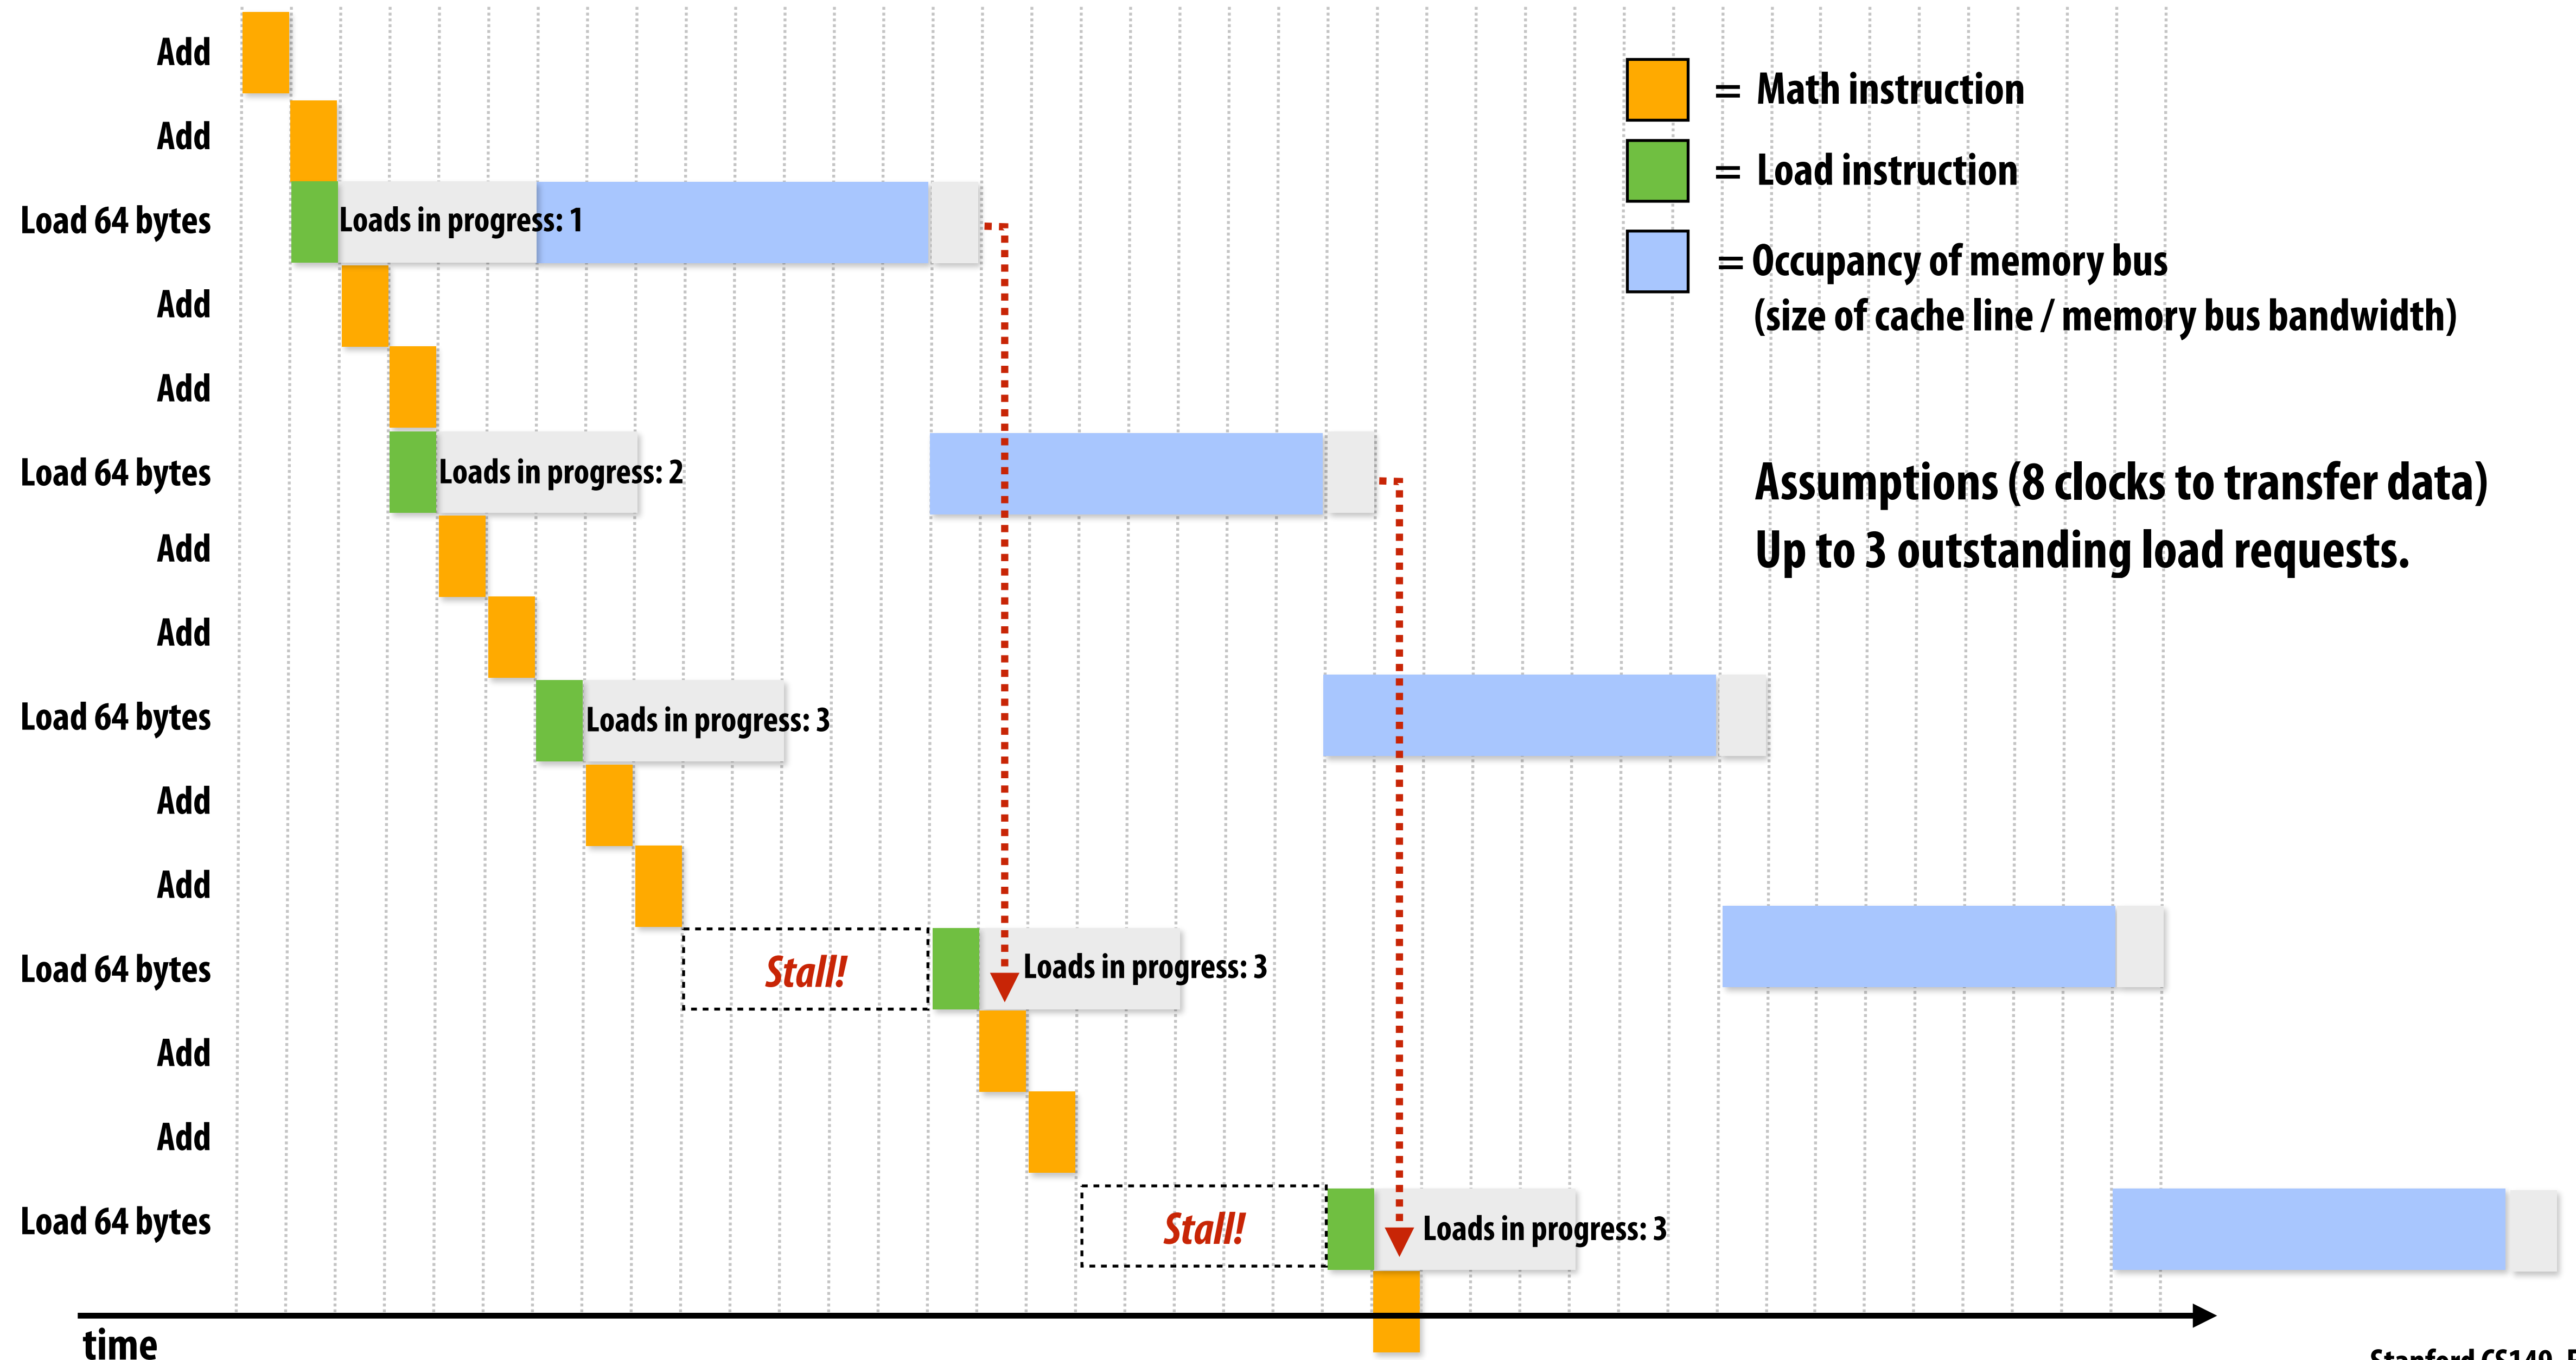 Add
= Math instruction
Add
= Load instruction
Load 64 bytes
Loads in progress: 1
= Occupancy of memory bus
(size of cache line / memory bus bandwidth)
Add
Add
Load 64 bytes
Loads in progress: 2
Assumptions (8 clocks to transfer data)
Up to 3 outstanding load requests.
Add
Add
Load 64 bytes
Loads in progress: 3
Add
Add
Load 64 bytes
Stall!
Loads in progress: 3
Add
Add
Load 64 bytes
Stall!
Loads in progress: 3
time
Stanford CS149,